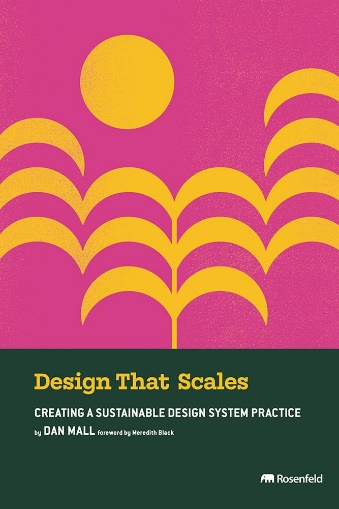 Design That Scales
CREATING A SUSTAINABLE DESIGN SYSTEM PRACTICE
by DAN MALL foreword by Meredith Black
Rosenfeld